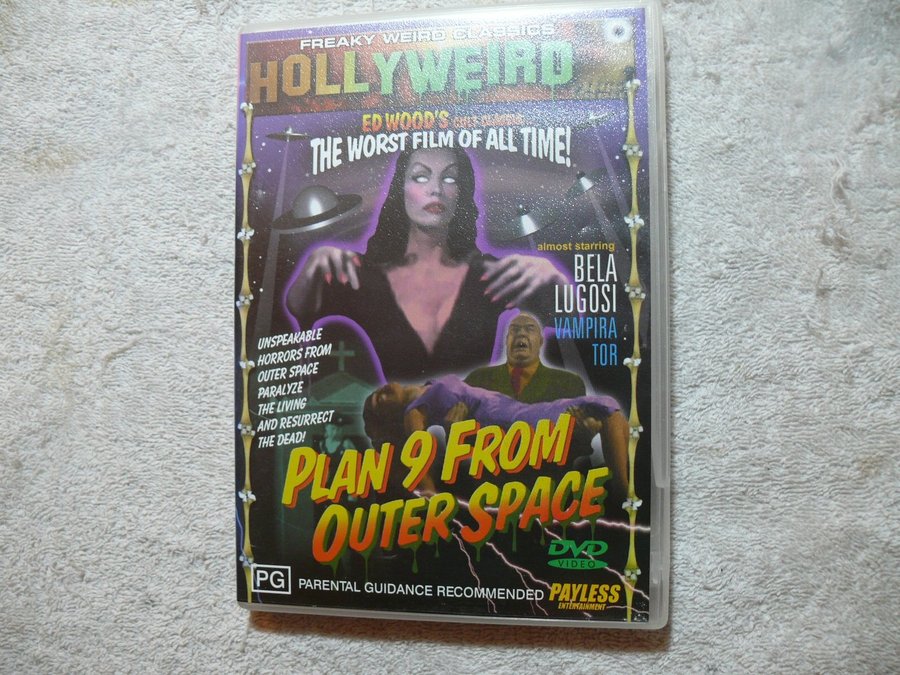 FREAKY WEIRD CLASSICS
HOLLYWEIRD
ED WOOD'S CULT CLASSIC
THE WORST FILM OF ALL TIME!
almost starring
BELA
LUGOSI
VAMPIRA
TOR
UNSPEAKABLE
HORRORS FROM
OUTER SPACE
PARALYZE
THE LIVING
AND RESURRECT
THE DEAD!
PLAN 9 FROM
OUTER SPACE
DVD
VIDEO
PG PARENTAL GUIDANCE RECOMMENDED
PAYLESS
ENTERTAINMENT